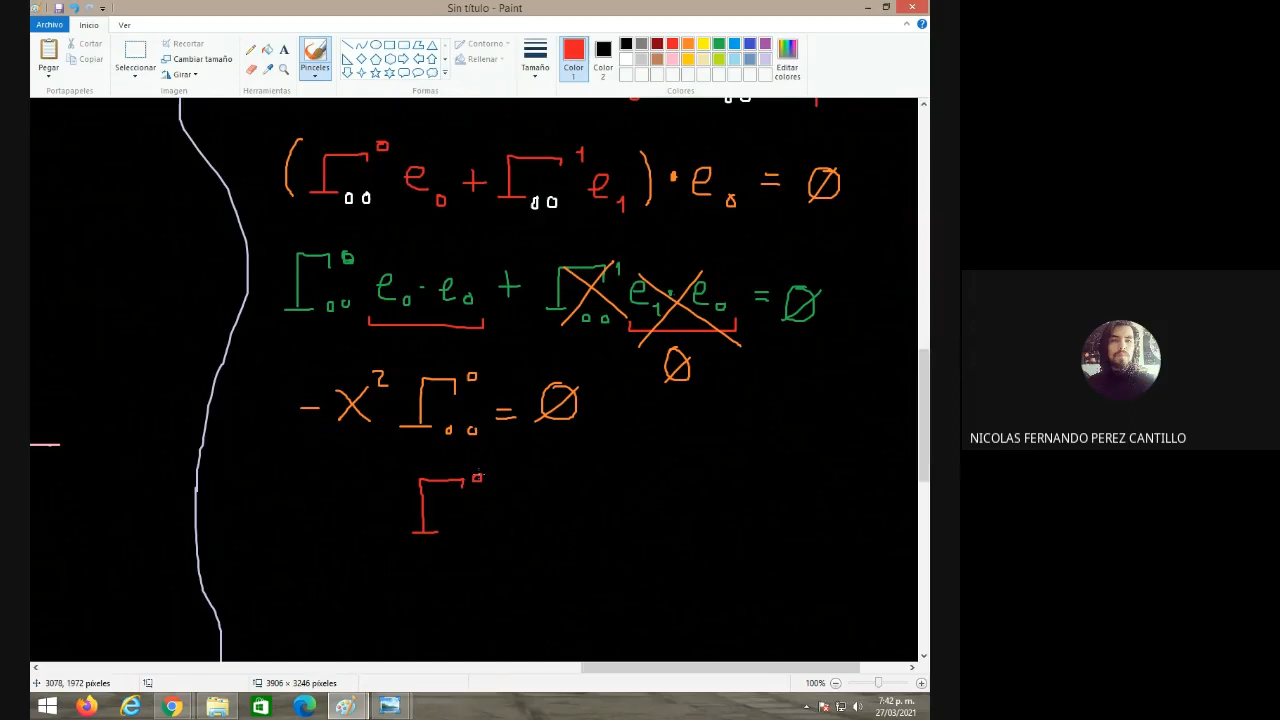 Sin título - Paint
Archivo Inicio Ver
Pegar Cortar Copiar
Portapapeles
Seleccionar Recortar Cambiar tamaño Girar
Imagen
A
Herramientas
Pinceles
Contorno Rellenar
Formas
Tamaño
Color 1 Color 2 Editar colores
Colores
(Γ₀₀⁰ e₀ + Γ₀₀¹ e₁) · e₀ = ∅
Γ₀₀⁰ e₀ · e₀ + Γ₀₀¹ e₁ · e₀ = ∅
∅
- x² Γ₀₀⁰ = ∅
Γ⁰
NICOLAS FERNANDO PEREZ CANTILLO
3078, 1972 píxeles 3906 × 3246 píxeles 100%
7:42 p. m.
27/03/2021